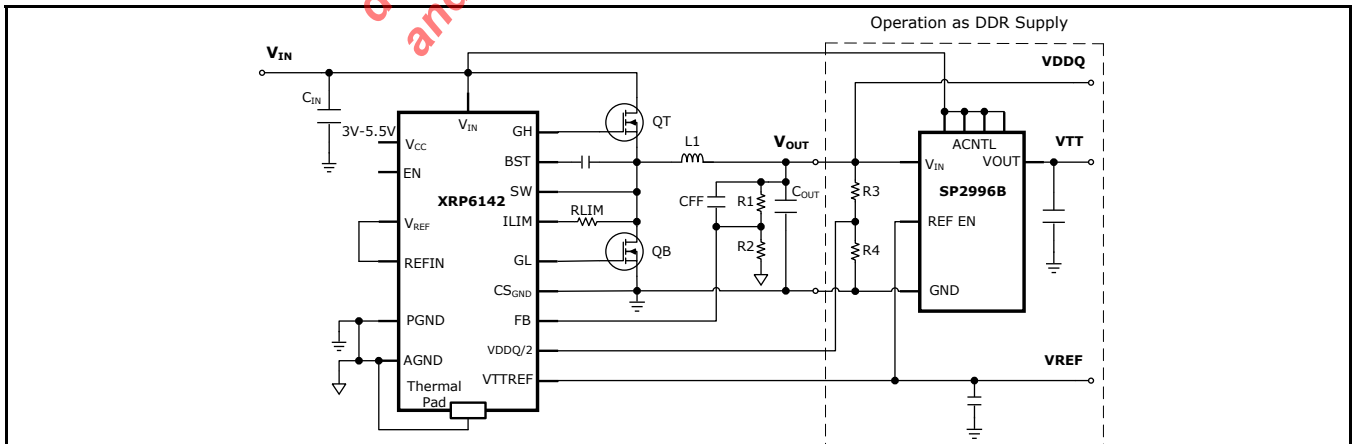 d
and
Operation as DDR Supply
VIN
VDDQ
CIN
3V-5.5V
VIN
VCC
EN
VREF
REFIN
PGND
AGND
Thermal
Pad
XRP6142
GH
BST
SW
ILIM
GL
CSGND
FB
VDDQ/2
VTTREF
QT
L1
VOUT
RLIM
QB
CFF
R1
R2
COUT
R3
R4
ACNTL
VIN
VOUT
SP2996B
REF EN
GND
VTT
VREF